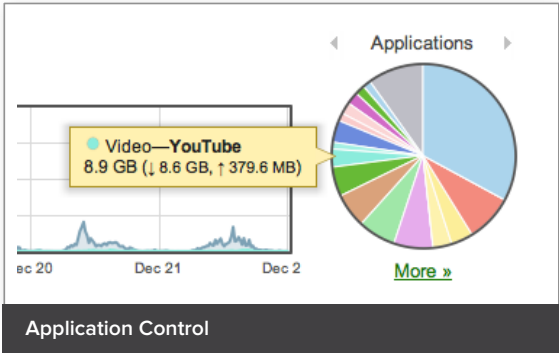 Applications
Video—YouTube
8.9 GB (↓ 8.6 GB, ↑ 379.6 MB)
ec 20
Dec 21
Dec 2
More »
Application Control